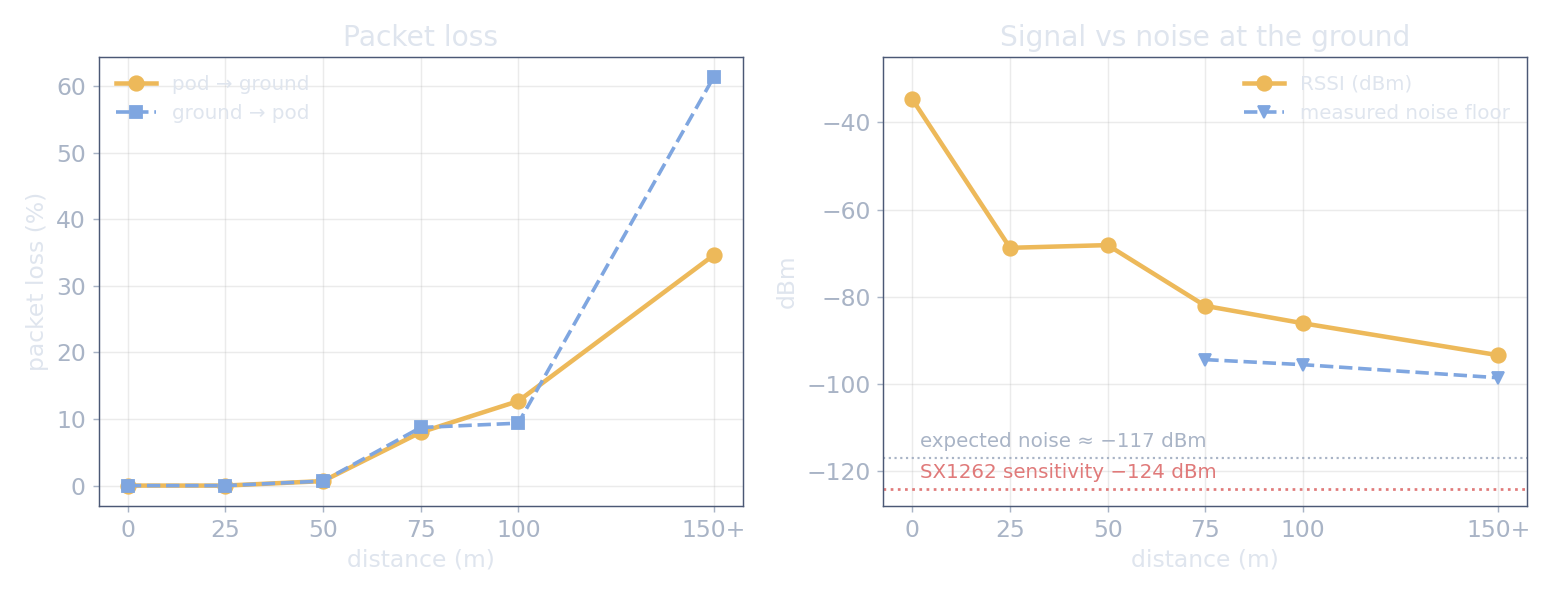 Packet loss
pod → ground
ground → pod
packet loss (%)
60
50
40
30
20
10
0
0 25 50 75 100 150+
distance (m)
Signal vs noise at the ground
RSSI (dBm)
measured noise floor
dBm
−40
−60
−80
−100
−120
expected noise ≈ −117 dBm
SX1262 sensitivity −124 dBm
0 25 50 75 100 150+
distance (m)